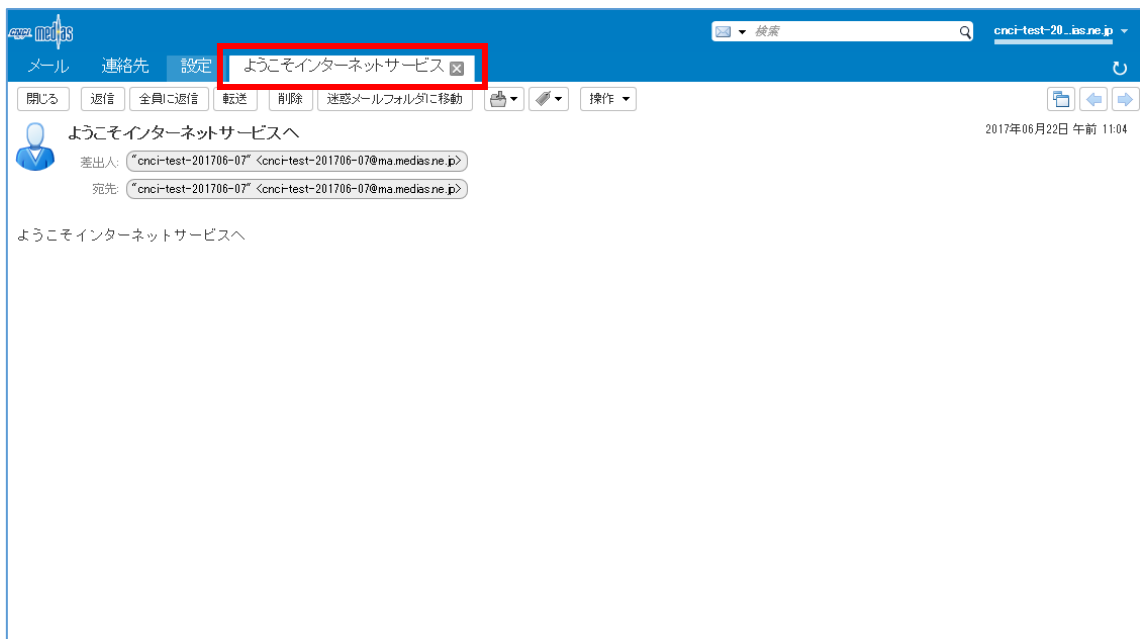 cnci medias
検索
cnci-test-20...ias.ne.jp
メール 連絡先 設定 ようこそインターネットサービス
閉じる 返信 全員に返信 転送 削除 迷惑メールフォルダに移動 操作
ようこそインターネットサービスへ
2017年06月22日 午前 11:04
差出人: "cnci-test-201706-07" <cnci-test-201706-07@ma.medias.ne.jp>
宛先: "cnci-test-201706-07" <cnci-test-201706-07@ma.medias.ne.jp>
ようこそインターネットサービスへ